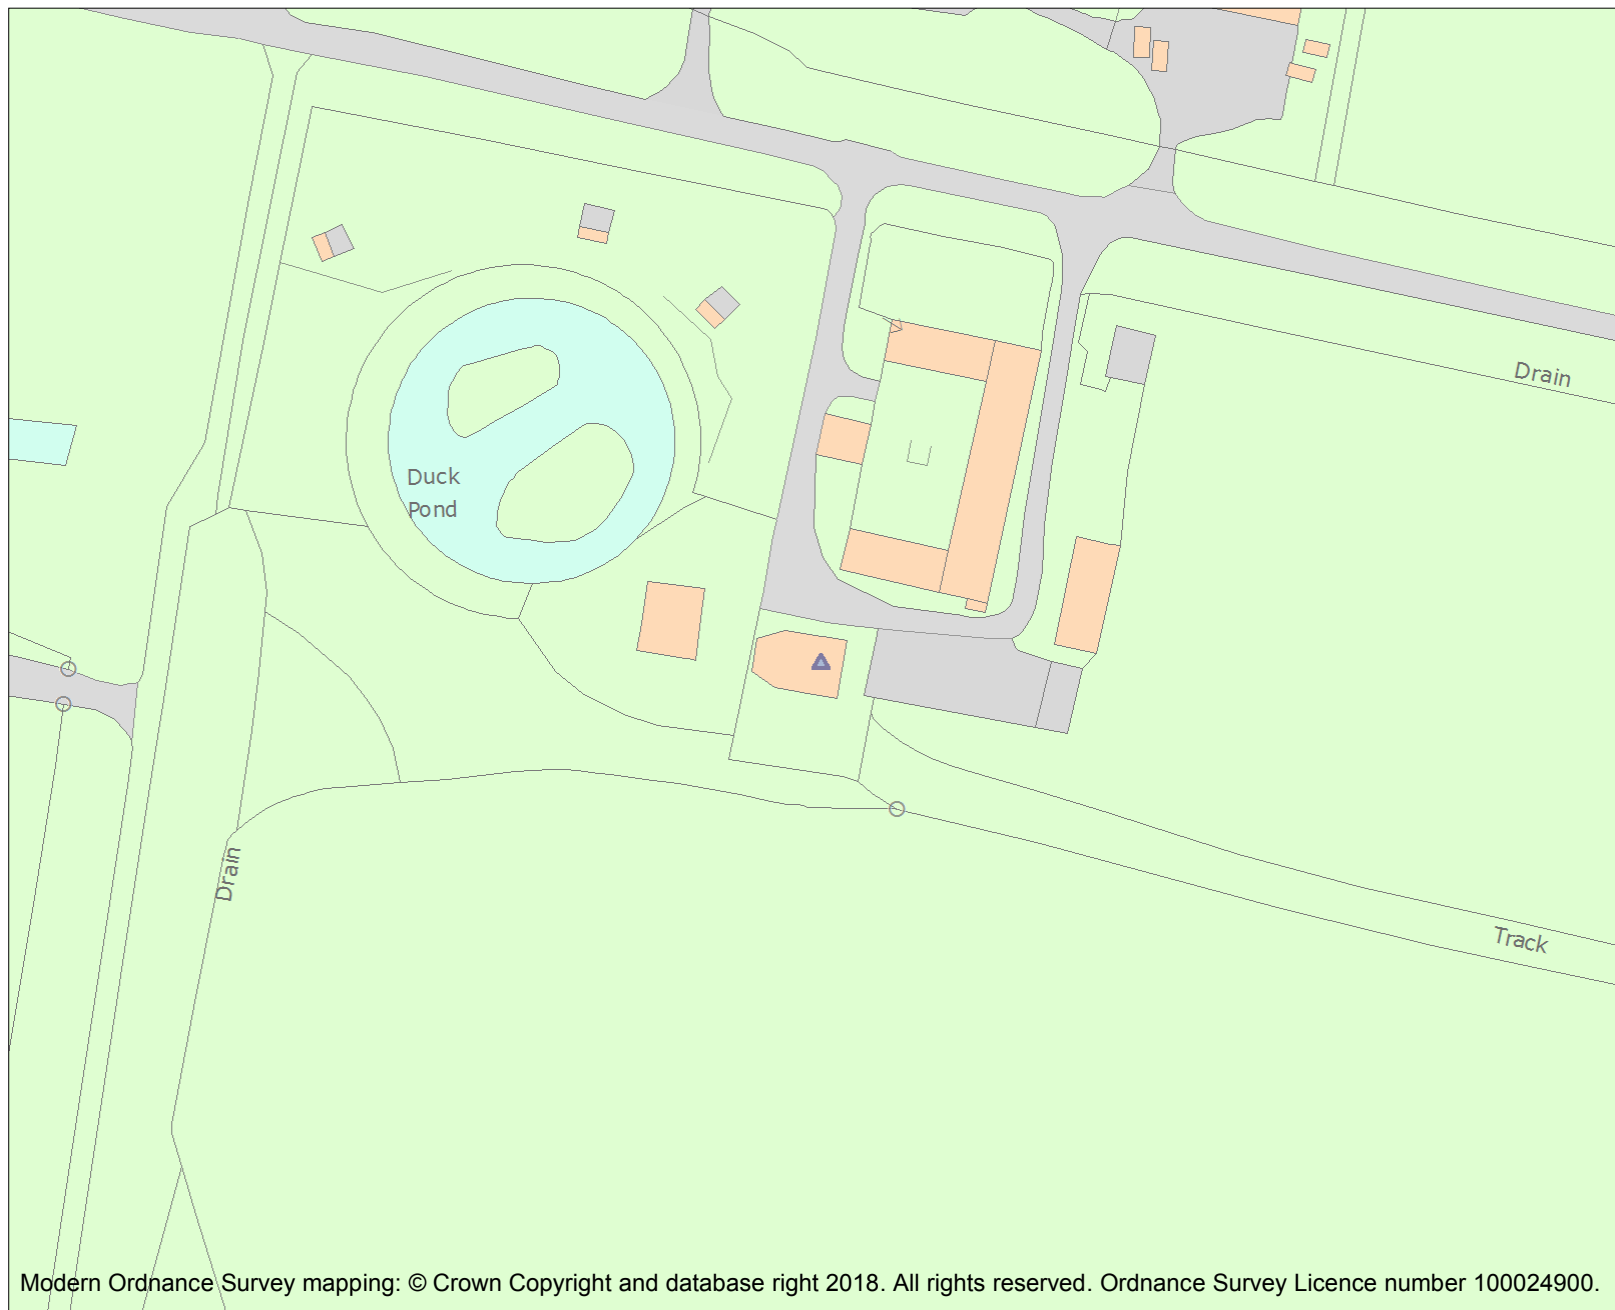 Drain
Duck
Pond
Drain
Track
Modern Ordnance Survey mapping: © Crown Copyright and database right 2018. All rights reserved. Ordnance Survey Licence number 100024900.